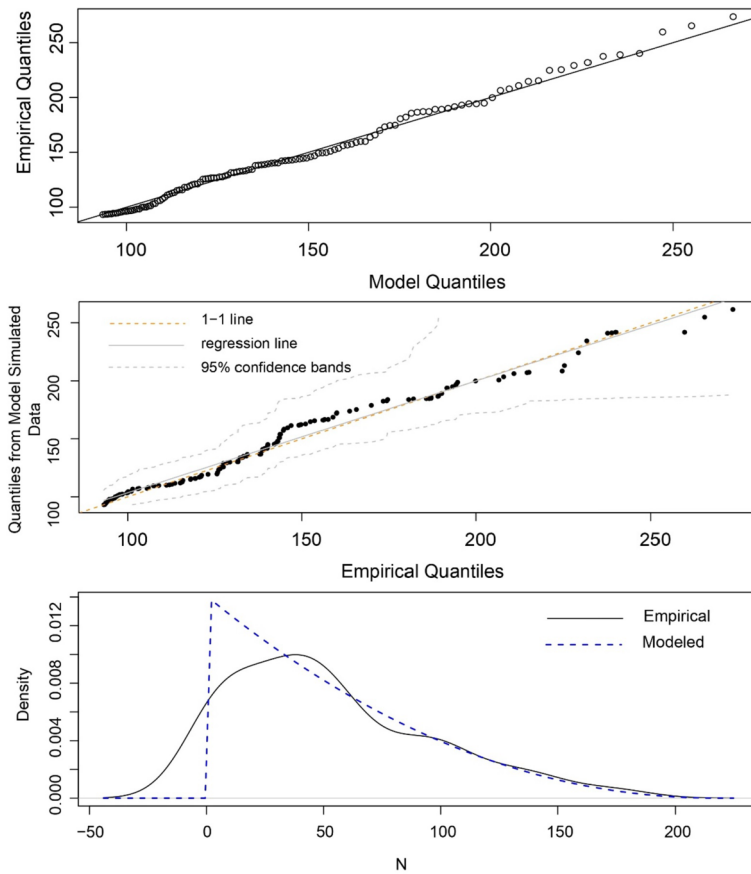 Empirical Quantiles
250
200
150
100
100
150
200
250
Model Quantiles
Quantiles from Model Simulated
Data
250
200
150
100
1−1 line
regression line
95% confidence bands
100
150
200
250
Empirical Quantiles
Density
0.012
0.008
0.004
0.000
Empirical
Modeled
−50
0
50
100
150
200
N